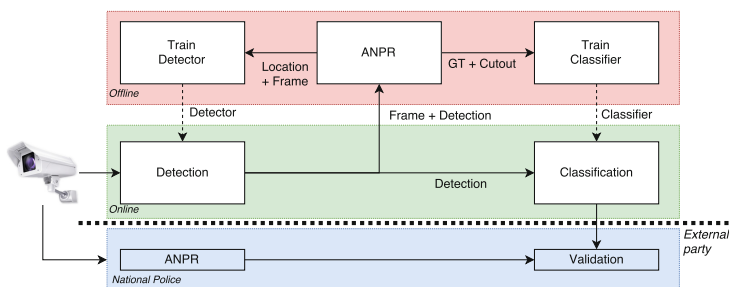 Train
Detector
ANPR
Train
Classifier
Location
+ Frame
GT + Cutout
Offline
Detector
Frame + Detection
Classifier
Detection
Detection
Classification
Online
External
party
ANPR
Validation
National Police